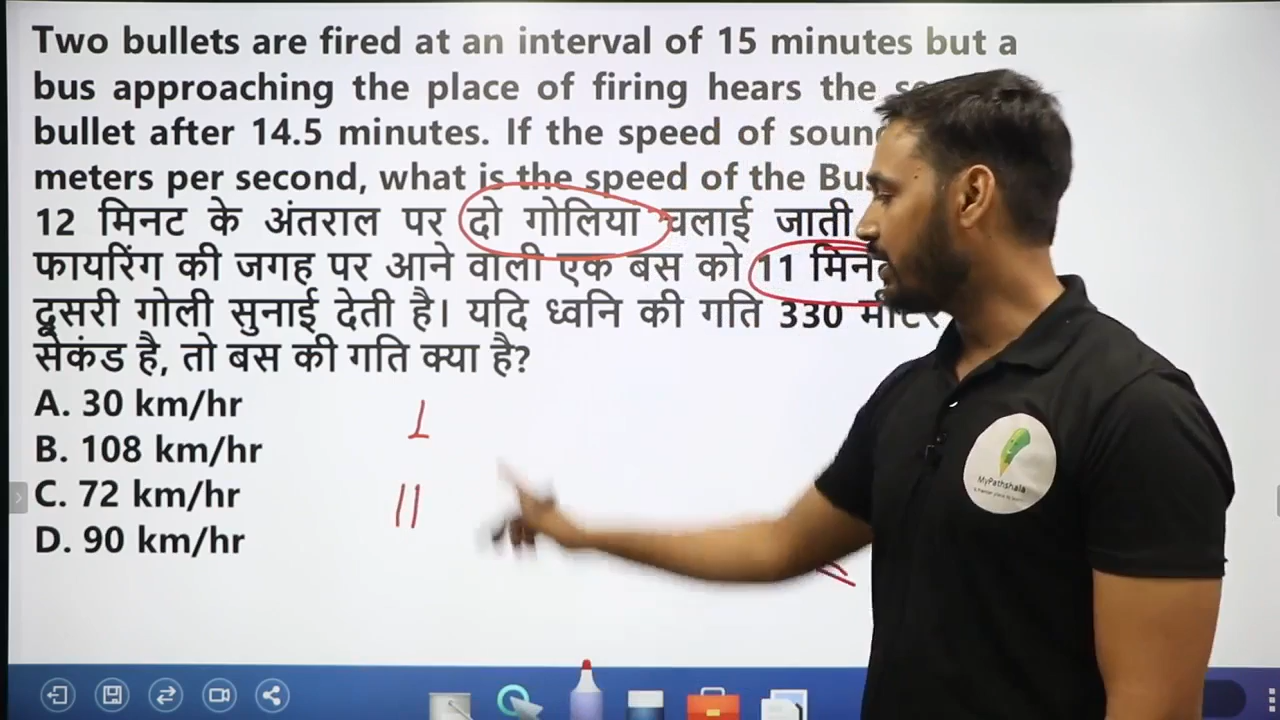 Two bullets are fired at an interval of 15 minutes but a
bus approaching the place of firing hears the
bullet after 14.5 minutes. If the speed of
meters per second, what is the speed of the
12 मिनट के अंतराल पर दो गोलिया चलाई जाती
फायरिंग की जगह पर आने वाली एक बस को 11
दूसरी गोली सुनाई देती है। यदि ध्वनि की गति 330 मीटर
सेकंड है, तो बस की गति क्या है?
A. 30 km/hr
B. 108 km/hr
C. 72 km/hr
D. 90 km/hr
I
II
MyPathshala